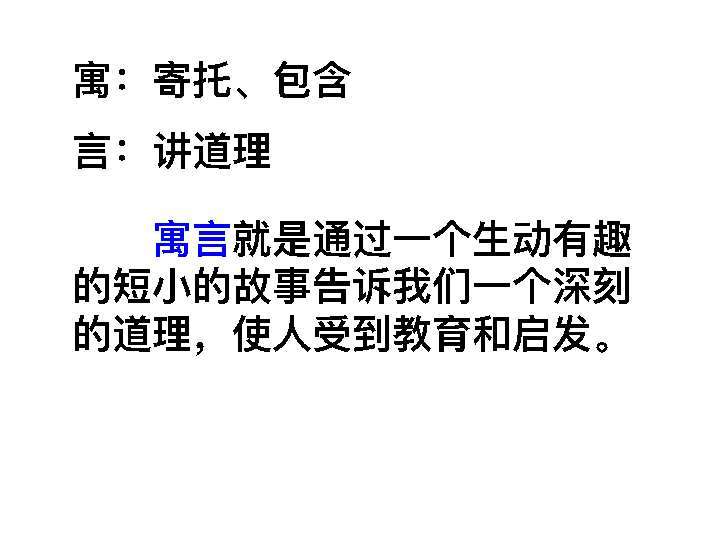 寓：寄托、包含
言：讲道理
寓言就是通过一个生动有趣
的短小的故事告诉我们一个深刻
的道理，使人受到教育和启发。